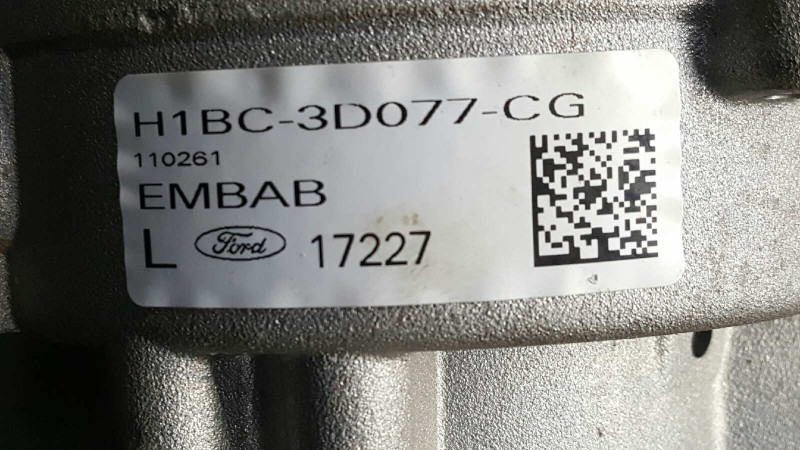 H1BC-3D077-CG
110261
EMBAB
L Ford 17227